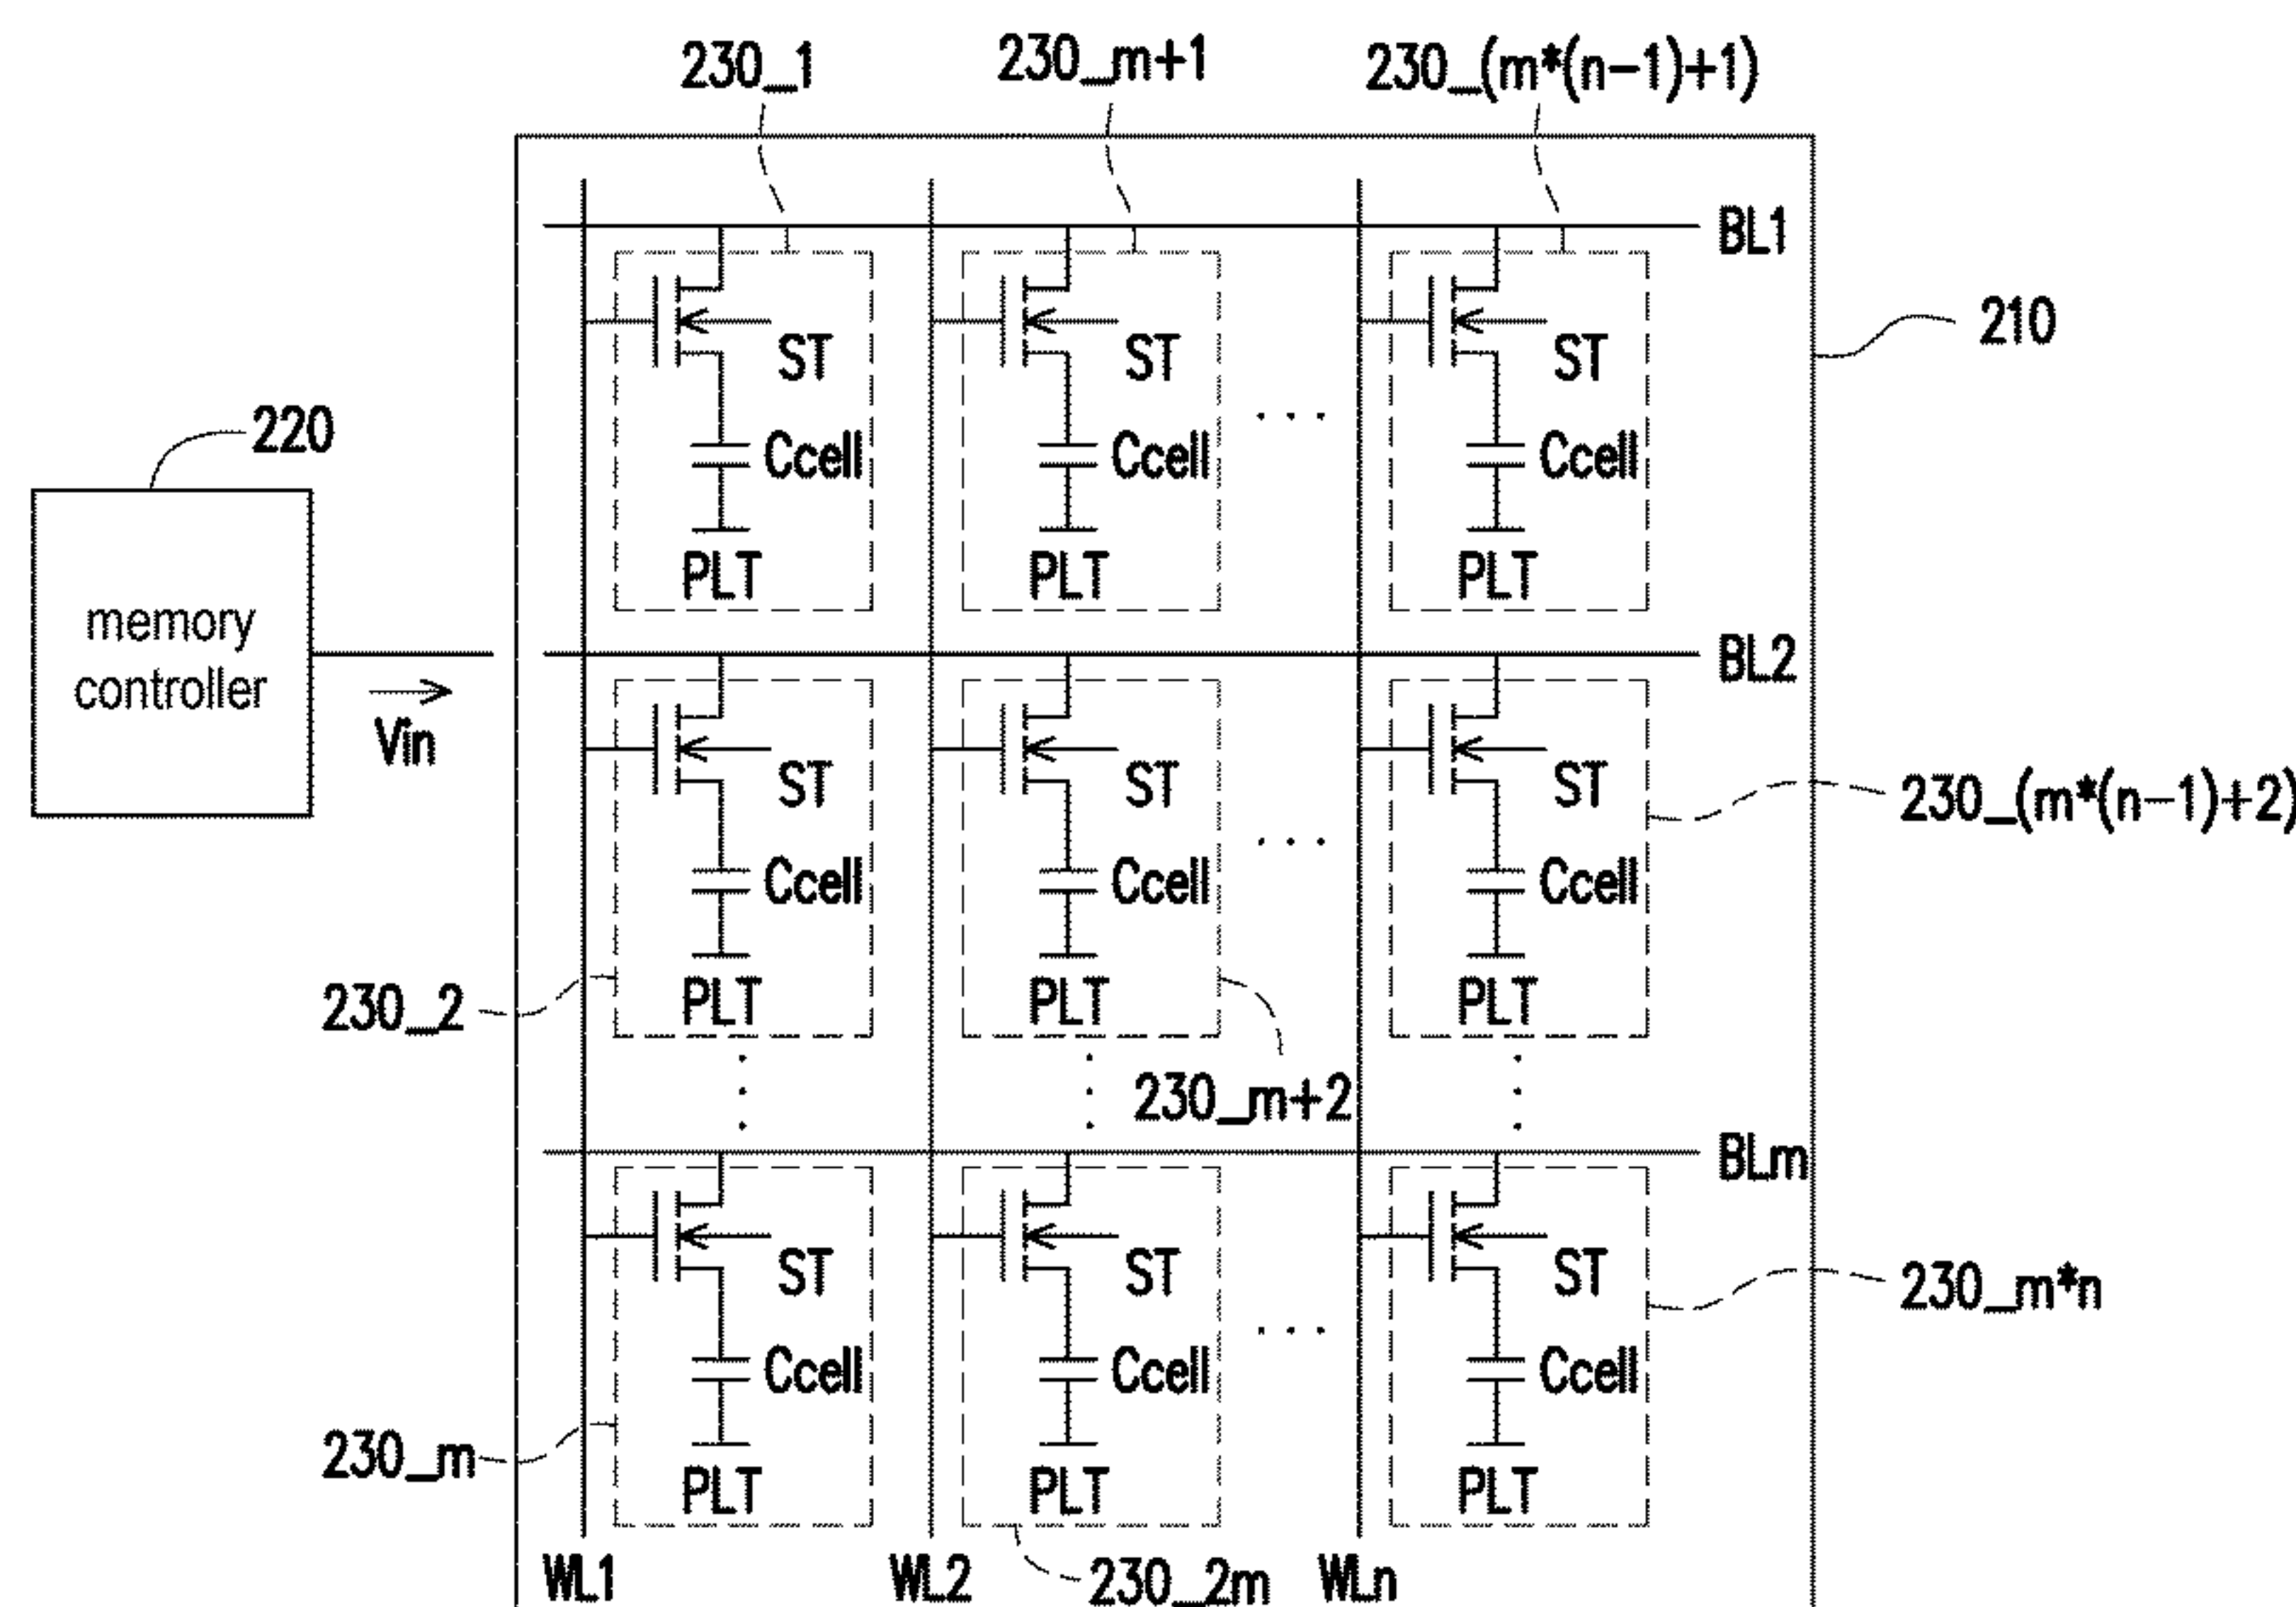 230_1
230_m+1
230_(m*(n-1)+1)
BL1
210
ST
ST
ST
220
Ccell
Ccell
Ccell
PLT
PLT
PLT
memory
controller
Vin
BL2
ST
ST
ST
230_(m*(n-1)+2)
Ccell
Ccell
Ccell
230_2
PLT
PLT
PLT
230_m+2
BLm
ST
ST
ST
230_m*n
Ccell
Ccell
Ccell
230_m
PLT
PLT
PLT
WL1
WL2
230_2m
WLn